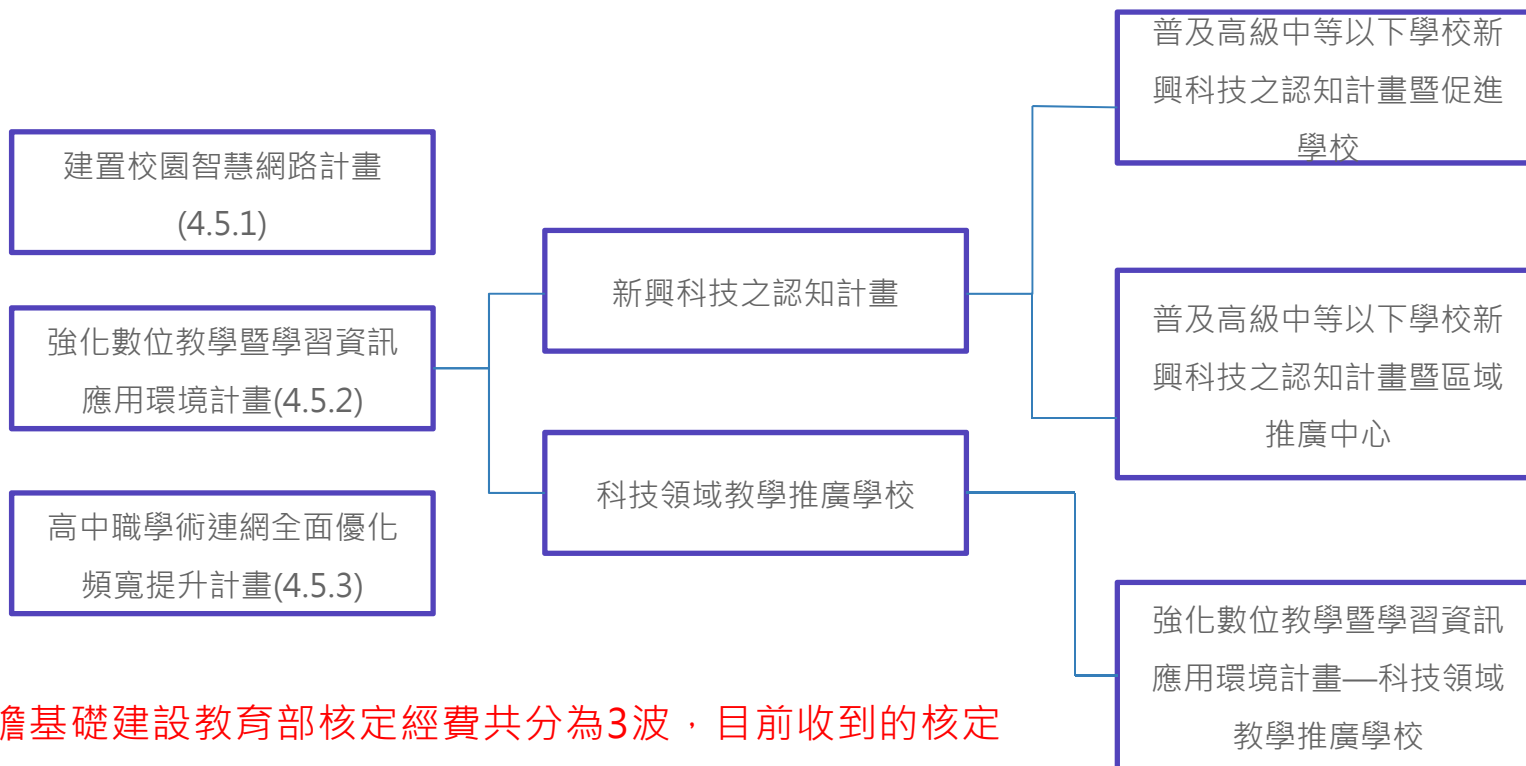 建置校園智慧網路計畫
(4.5.1)
強化數位教學暨學習資訊
應用環境計畫(4.5.2)
高中職學術連網全面優化
頻寬提升計畫(4.5.3)
新興科技之認知計畫
科技領域教學推廣學校
普及高級中等以下學校新
興科技之認知計畫暨促進
學校
普及高級中等以下學校新
興科技之認知計畫暨區域
推廣中心
強化數位教學暨學習資訊
應用環境計畫—科技領域
教學推廣學校
基礎建設教育部核定經費共分為3波，目前收到的核定